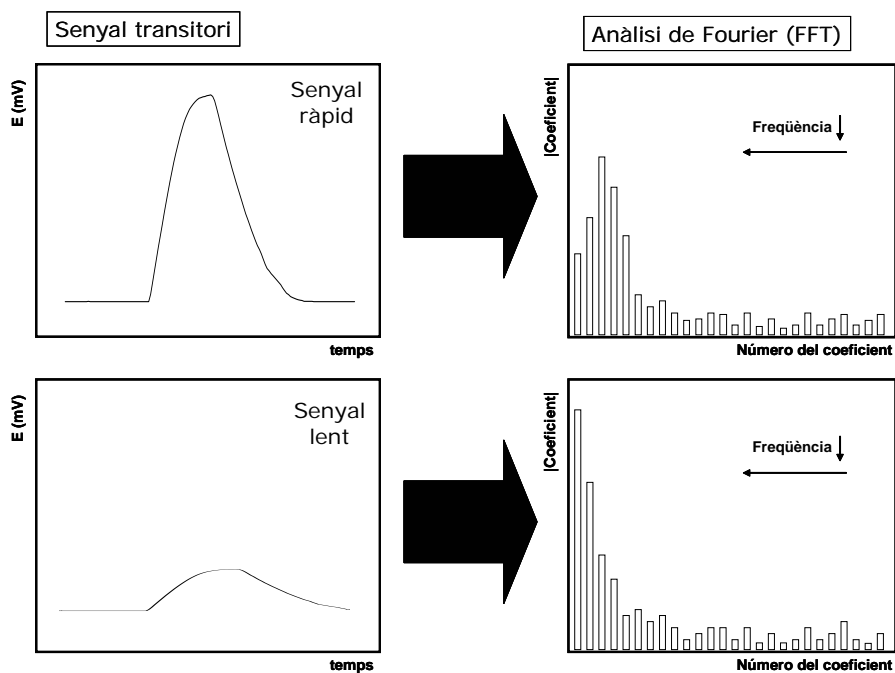 Senyal transitori
Anàlisi de Fourier (FFT)
E (mV)
Senyal
ràpid
temps
|Coeficient|
Freqüència
Número del coeficient
E (mV)
Senyal
lent
temps
|Coeficient|
Freqüència
Número del coeficient